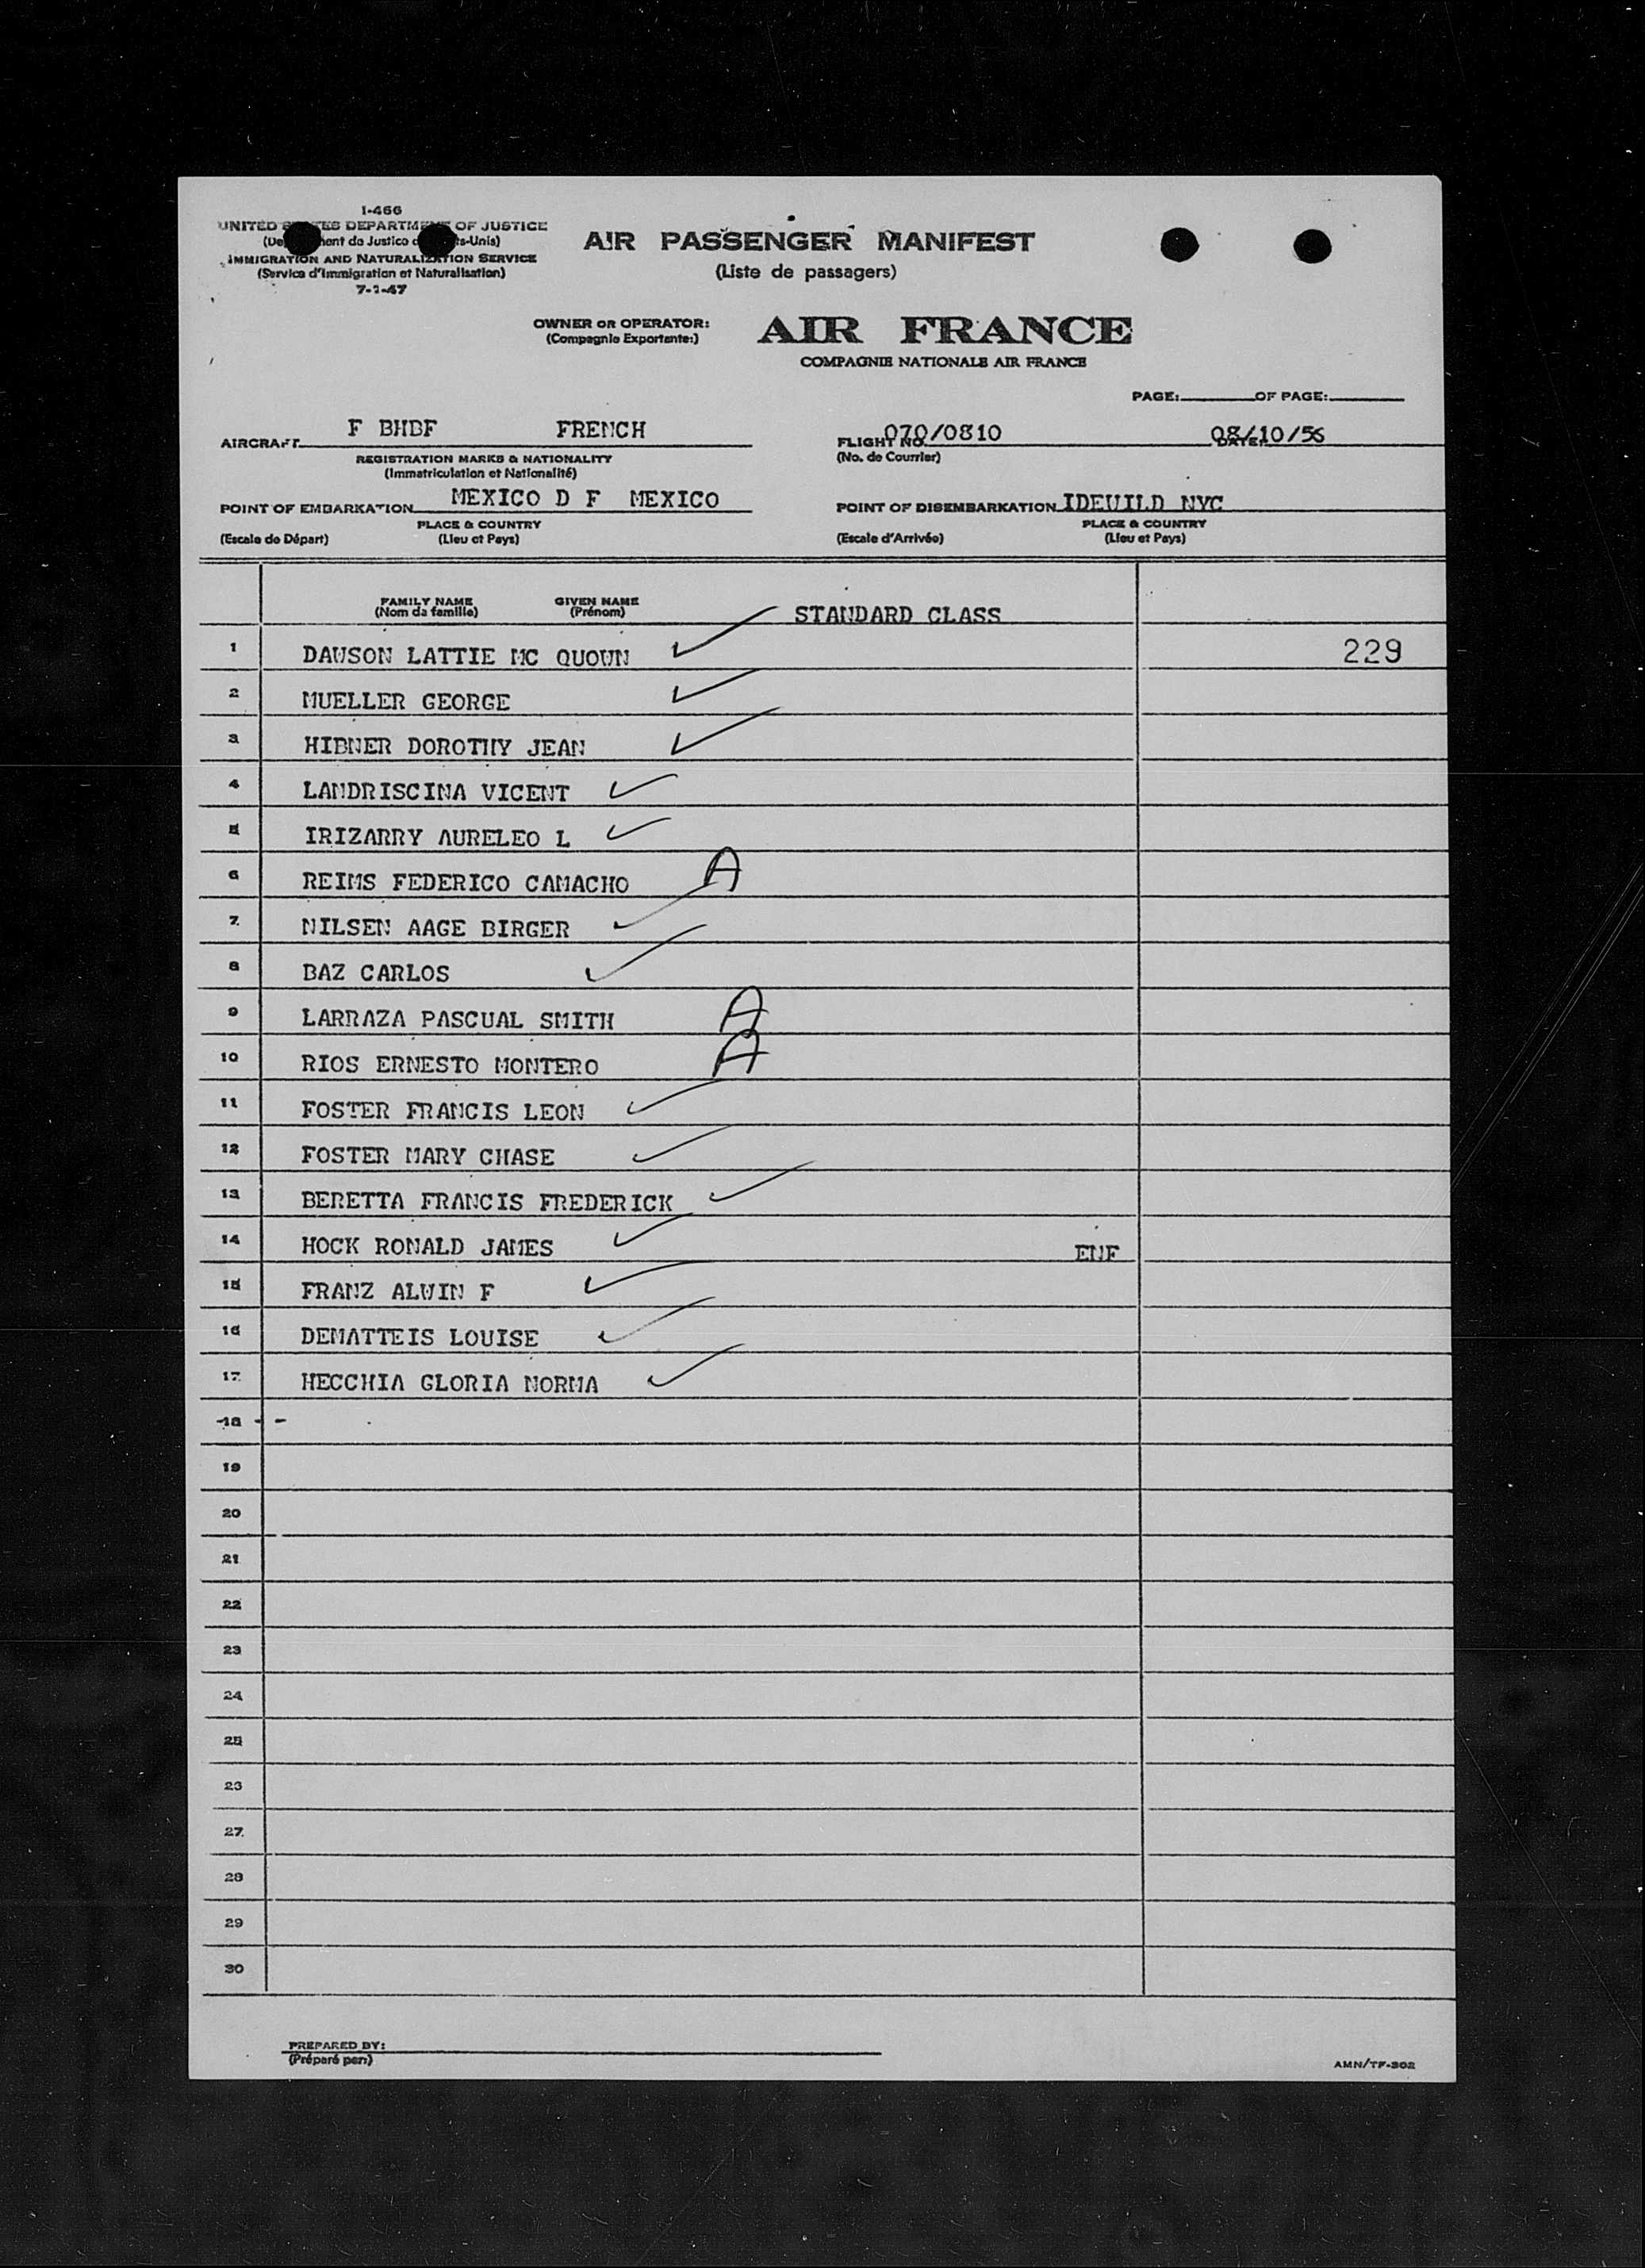 I-466
UNITED STATES DEPARTMENT OF JUSTICE
AIR PASSENGER MANIFEST
(Liste de passagers)
IMMIGRATION AND NATURALIZATION SERVICE
(Service d'Immigration et Naturalisation)
7-1-47
OWNER OR OPERATOR:
(Compagnie Exportante:)
AIR FRANCE
COMPAGNIE NATIONALE AIR FRANCE
PAGE: OF PAGE:
AIRCRAFT F BHBF FRENCH FLIGHT NO. 070/0810 DATE: 08/10/56
REGISTRATION MARKS & NATIONALITY (No. de Courrier)
(Immatriculation et Nationalité)
POINT OF EMBARKATION MEXICO D F MEXICO POINT OF DISEMBARKATION IDEWILD NYC
PLACE & COUNTRY PLACE & COUNTRY
(Escale de Départ) (Lieu et Pays) (Escale d'Arrivée) (Lieu et Pays)
FAMILY NAME GIVEN NAME
(Nom da famille) (Prénom) STANDARD CLASS
1 DAWSON LATTIE MC QUOWN 229
2 MUELLER GEORGE
3 HIBNER DOROTHY JEAN
4 LANDRISCINA VICENT
5 IRIZARRY AURELEO L
6 REIMS FEDERICO CAMACHO A
7 NILSEN AAGE BIRGER
8 BAZ CARLOS
9 LARRAZA PASCUAL SMITH A
10 RIOS ERNESTO MONTERO A
11 FOSTER FRANCIS LEON
12 FOSTER MARY CHASE
13 BERETTA FRANCIS FREDERICK
14 HOCK RONALD JAMES ENF
15 FRANZ ALWIN F
16 DEMATTEIS LOUISE
17 HECCHIA GLORIA NORMA
18
19
20
21
22
23
24
25
23
27
28
29
30
PREPARED BY:
(Préparé par:)
AMN/TF-302